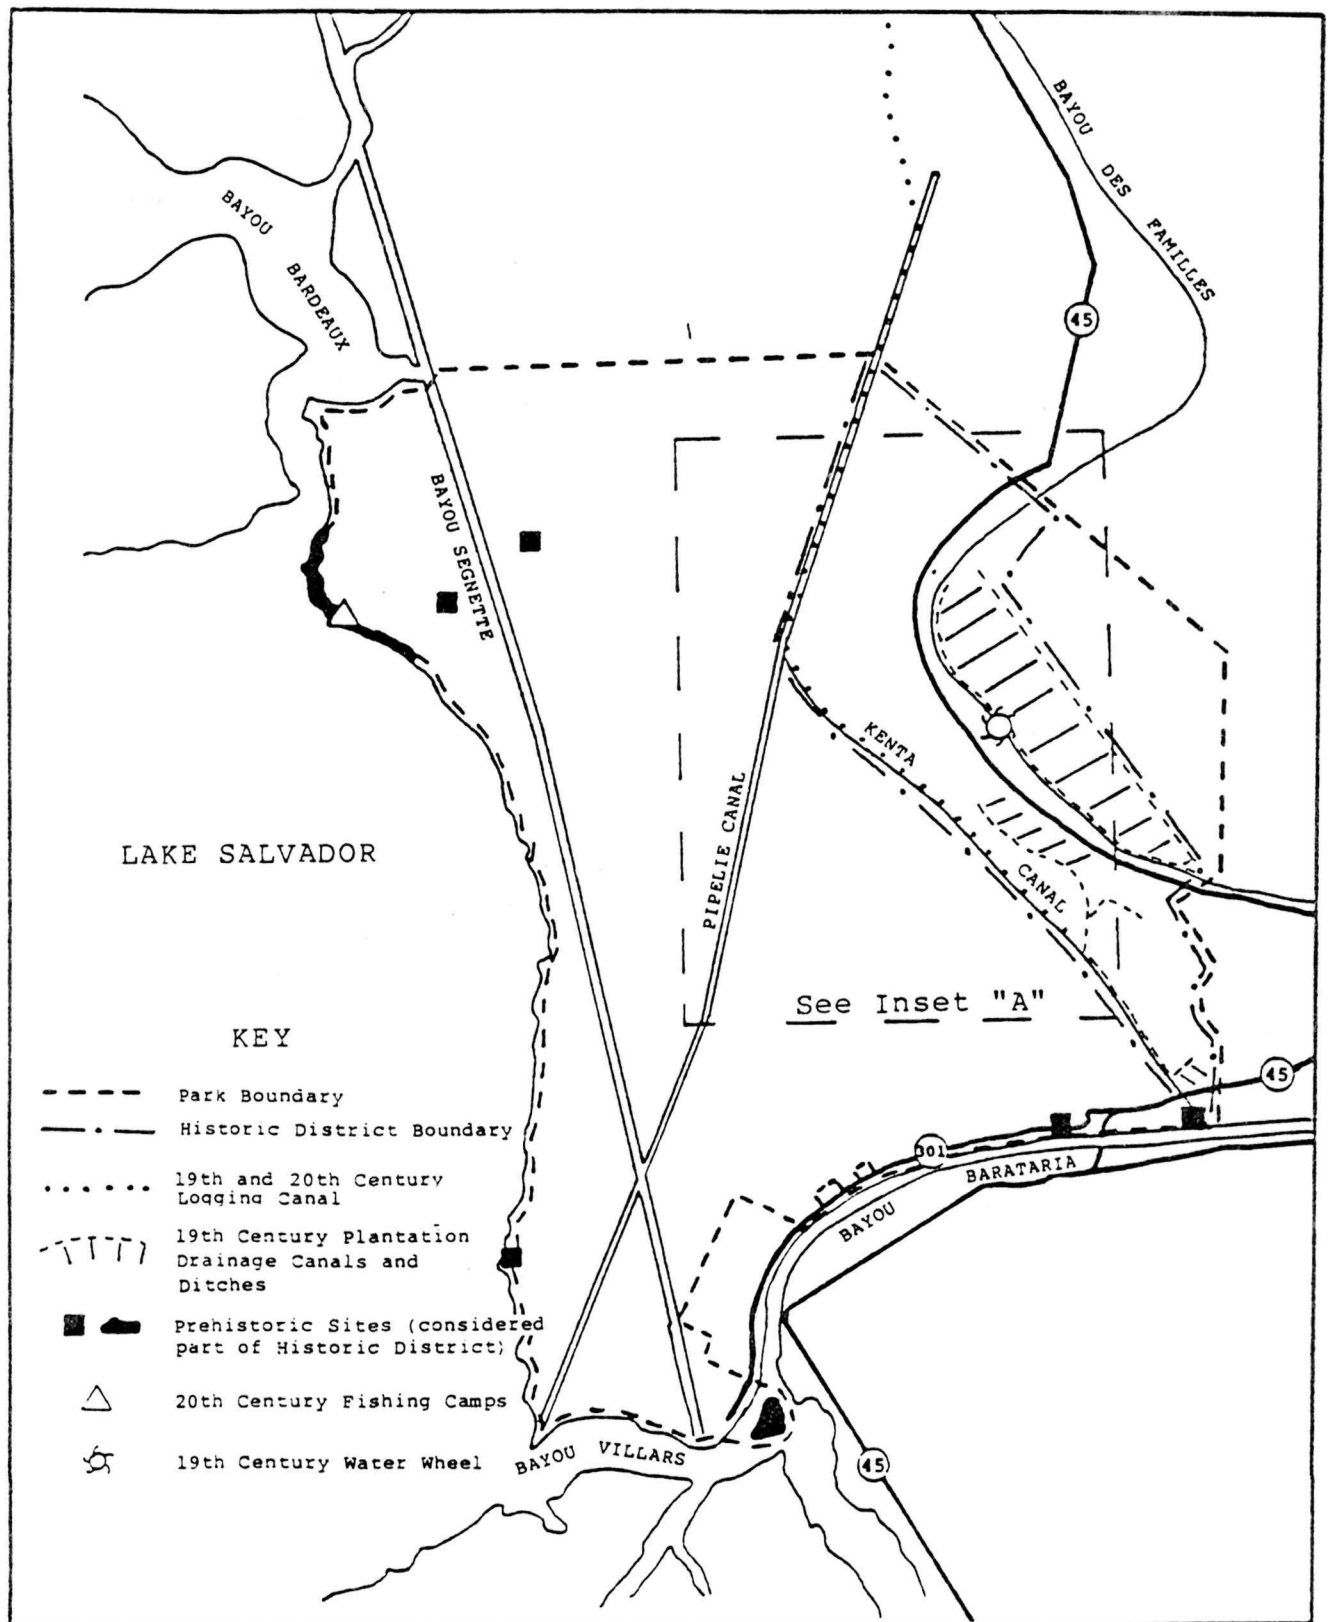 BAYOU DES FAMILLES
BAYOU BARDEAUX
45
BAYOU SEGNETTE
KENTA CANAL
PIPELIE CANAL
LAKE SALVADOR
See Inset "A"
KEY
Park Boundary
Historic District Boundary
19th and 20th Century
Logging Canal
19th Century Plantation
Drainage Canals and
Ditches
Prehistoric Sites (considered
part of Historic District)
20th Century Fishing Camps
19th Century Water Wheel
45
301
BAYOU BARATARIA
BAYOU VILLARS
45